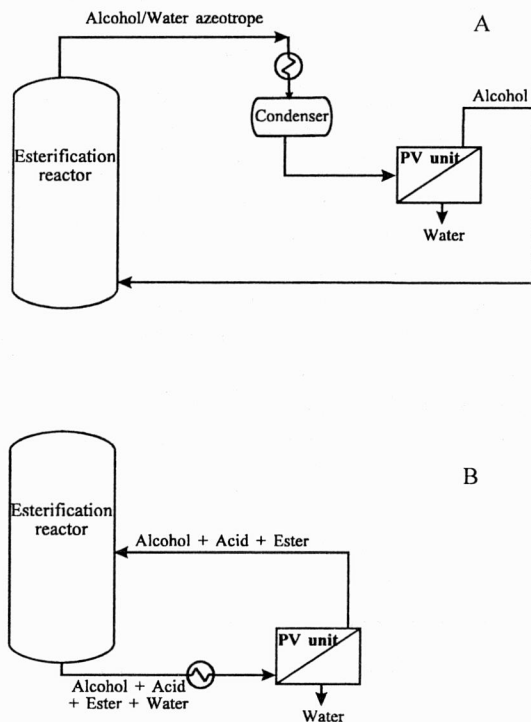 Alcohol/Water azeotrope
A
Condenser
Alcohol
Esterification
reactor
PV unit
Water
B
Esterification
reactor
Alcohol + Acid + Ester
PV unit
Alcohol + Acid
+ Ester + Water
Water